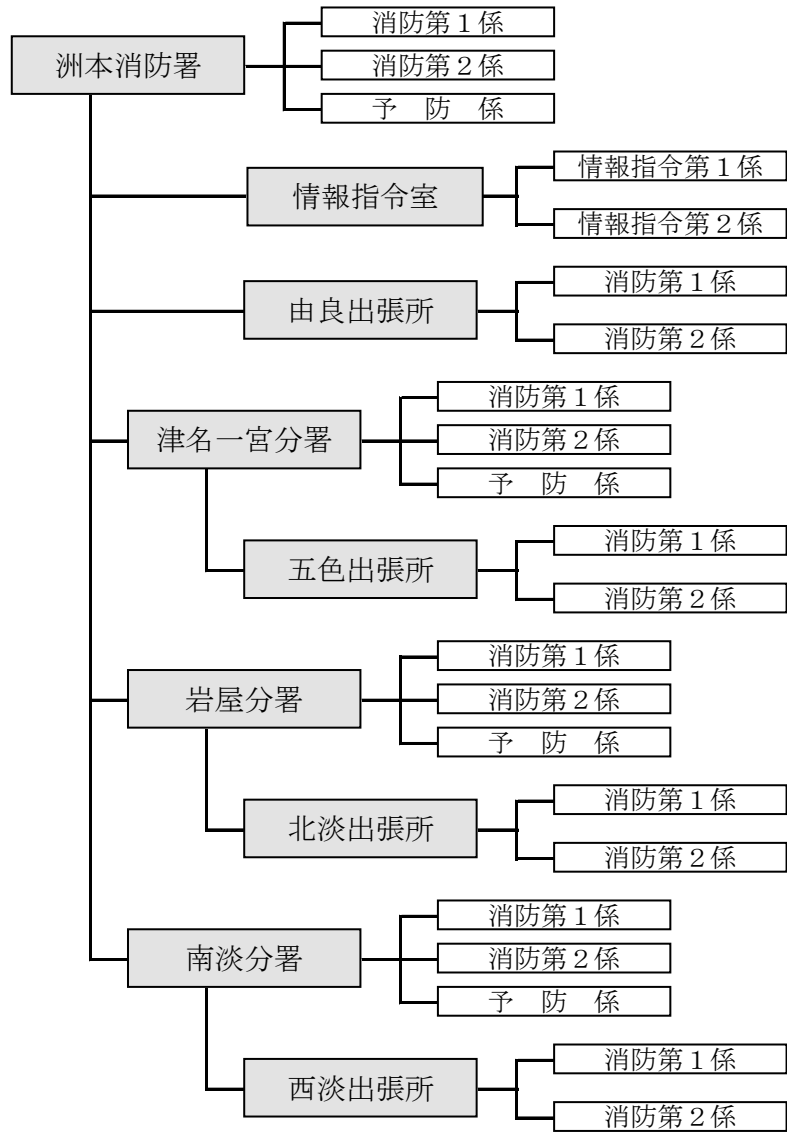 消防第１係
洲本消防署
消防第２係
予　防　係
情報指令第１係
情報指令室
情報指令第２係
消防第１係
由良出張所
消防第２係
消防第１係
津名一宮分署
消防第２係
予　防　係
消防第１係
五色出張所
消防第２係
消防第１係
岩屋分署
消防第２係
予　防　係
消防第１係
北淡出張所
消防第２係
消防第１係
南淡分署
消防第２係
予　防　係
消防第１係
西淡出張所
消防第２係